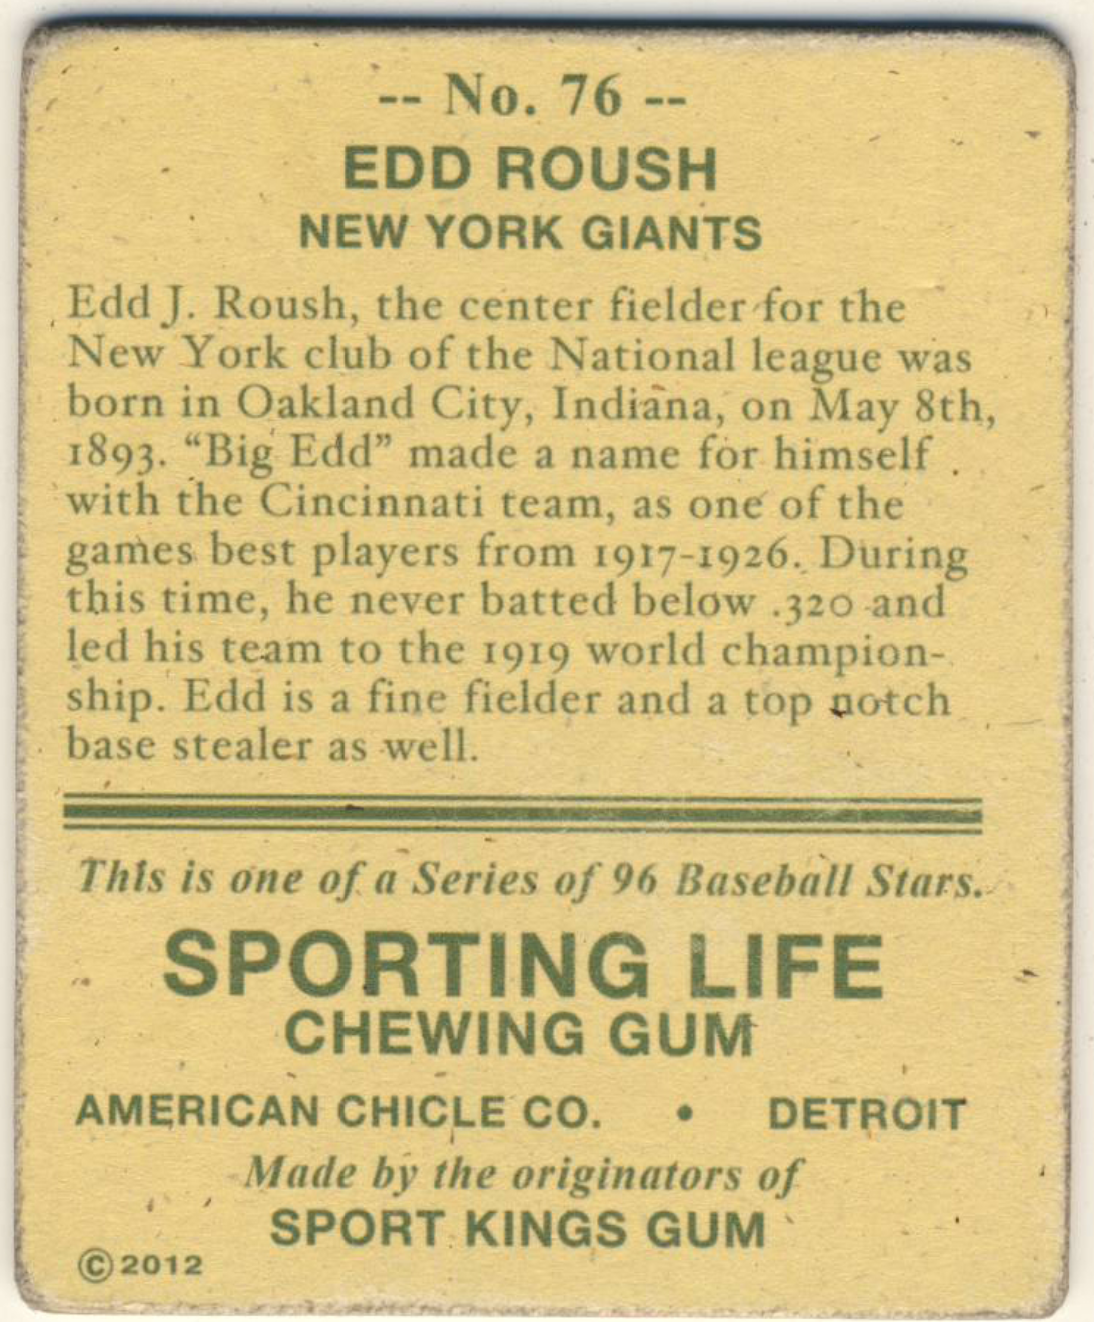 -- No. 76 --
EDD ROUSH
NEW YORK GIANTS
Edd J. Roush, the center fielder for the
New York club of the National league was
born in Oakland City, Indiana, on May 8th,
1893. “Big Edd” made a name for himself
with the Cincinnati team, as one of the
games best players from 1917-1926. During
this time, he never batted below .320 and
led his team to the 1919 world champion-
ship. Edd is a fine fielder and a top notch
base stealer as well.
This is one of a Series of 96 Baseball Stars.
SPORTING LIFE
CHEWING GUM
AMERICAN CHICLE CO. • DETROIT
Made by the originators of
SPORT KINGS GUM
© 2012